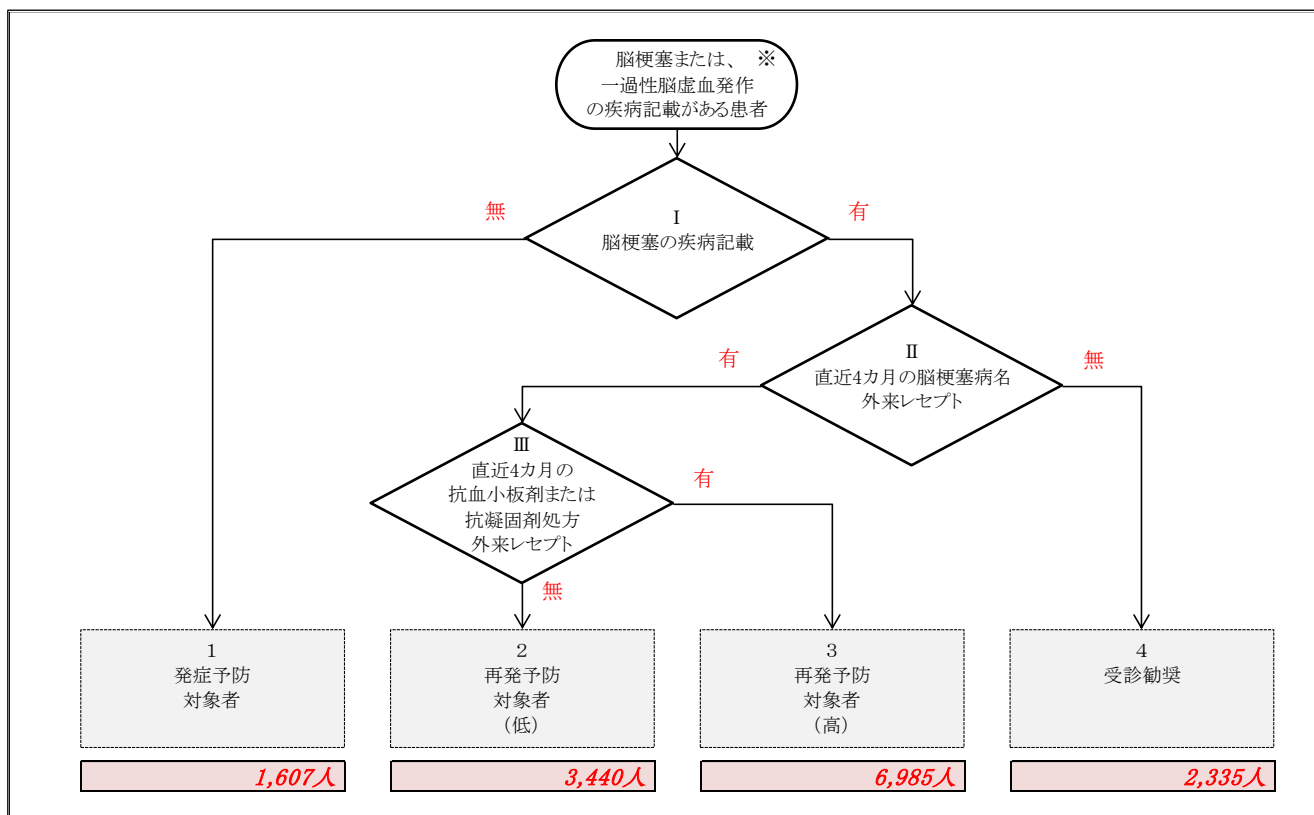 脳梗塞または、 ※
一過性脳虚血発作
の疾病記載がある患者
無
有
Ⅰ
脳梗塞の疾病記載
有
無
Ⅱ
直近4カ月の脳梗塞病名
外来レセプト
Ⅲ
直近4カ月の
抗血小板剤または
抗凝固剤処方
外来レセプト
有
無
1
発症予防
対象者
2
再発予防
対象者
(低)
3
再発予防
対象者
(高)
4
受診勧奨
1,607人
3,440人
6,985人
2,335人